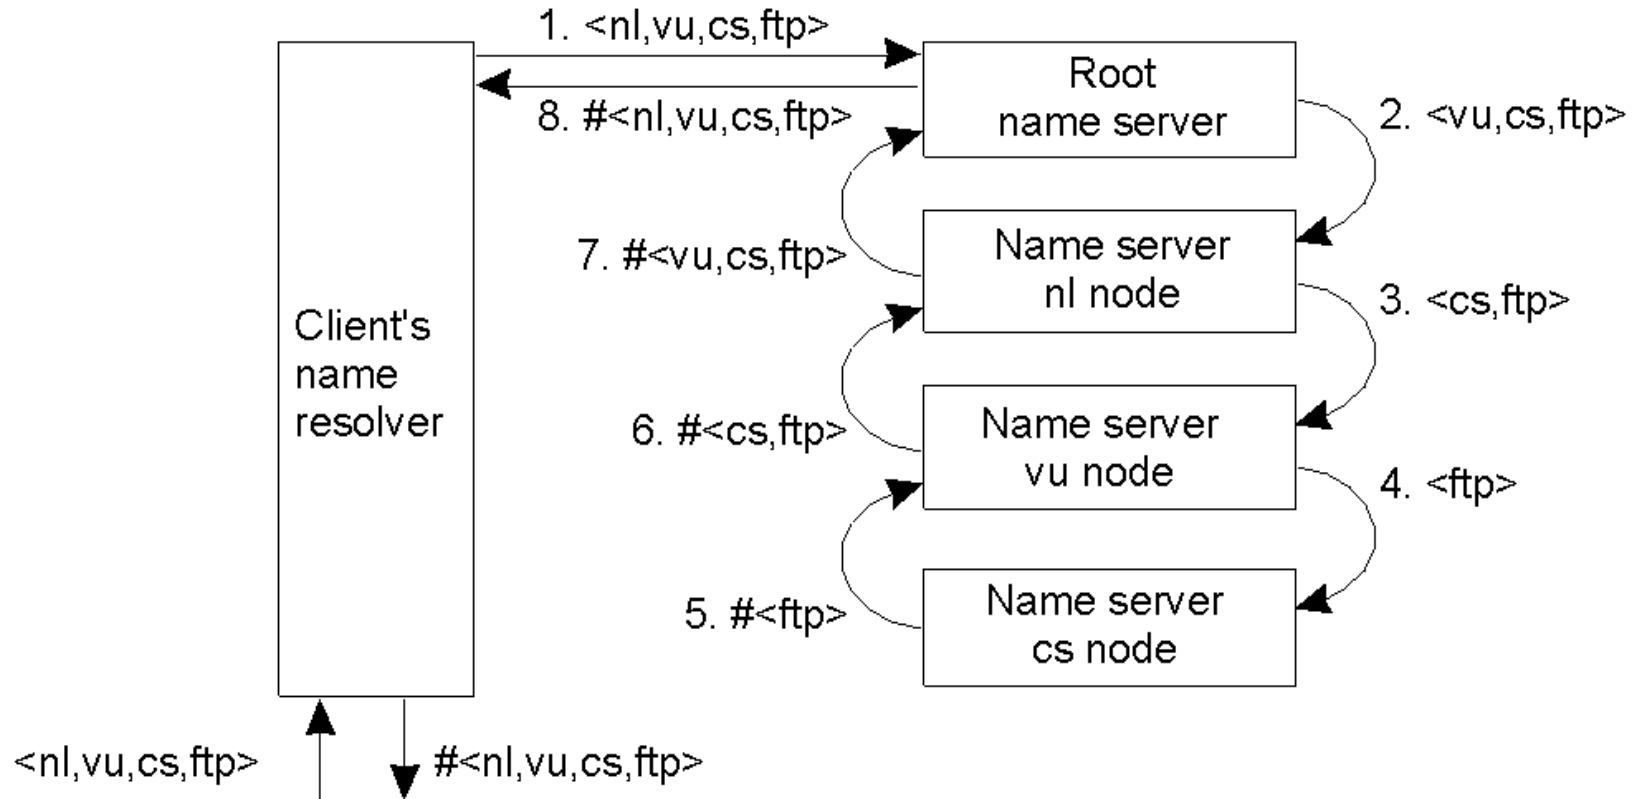 1. <nl,vu,cs,ftp>
Root
name server
8. #<nl,vu,cs,ftp>
2. <vu,cs,ftp>
Name server
nl node
7. #<vu,cs,ftp>
3. <cs,ftp>
Client's
name
resolver
Name server
vu node
6. #<cs,ftp>
4. <ftp>
Name server
cs node
5. #<ftp>
<nl,vu,cs,ftp>
#<nl,vu,cs,ftp>